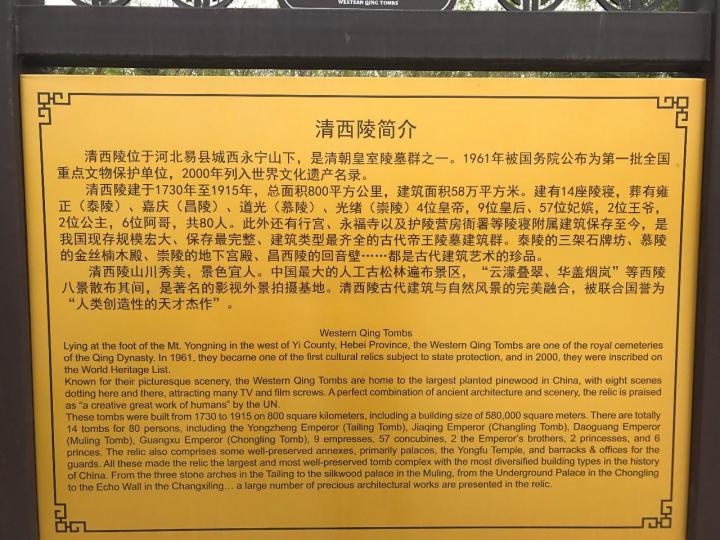 WESTERN QING TOMBS
清西陵简介
清西陵位于河北易县城西永宁山下，是清朝皇室陵墓群之一。1961年被国务院公布为第一批全国
重点文物保护单位，2000年列入世界文化遗产名录。
清西陵建于1730年至1915年，总面积800平方公里，建筑面积58万平方米。建有14座陵寝，葬有雍
正（泰陵）、嘉庆（昌陵）、道光（慕陵）、光绪（崇陵）4位皇帝，9位皇后、57位妃嫔，2位王爷，
2位公主，6位阿哥，共80人。此外还有行宫、永福寺以及护陵营房衙署等陵寝附属建筑保存至今，是
我国现存规模宏大、保存最完整、建筑类型最齐全的古代帝王陵墓建筑群。泰陵的三架石牌坊、慕陵
的金丝楠木殿、崇陵的地下宫殿、昌西陵的回音壁……都是古代建筑艺术的珍品。
清西陵山川秀美，景色宜人。中国最大的人工古松林遍布景区，“云濛叠翠、华盖烟岚”等西陵
八景散布其间，是著名的影视外景拍摄基地。清西陵古代建筑与自然风景的完美融合，被联合国誉为
“人类创造性的天才杰作”。
Western Qing Tombs
Lying at the foot of the Mt. Yongning in the west of Yi County, Hebei Province, the Western Qing Tombs are one of the royal cemeteries
of the Qing Dynasty. In 1961, they became one of the first cultural relics subject to state protection, and in 2000, they were inscribed on
the World Heritage List.
Known for their picturesque scenery, the Western Qing Tombs are home to the largest planted pinewood in China, with eight scenes
dotting here and there, attracting many TV and film screws. A perfect combination of ancient architecture and scenery, the relic is praised
as “a creative great work of humans” by the UN.
These tombs were built from 1730 to 1915 on 800 square kilometers, including a building size of 580,000 square meters. There are totally
14 tombs for 80 persons, including the Yongzheng Emperor (Tailing Tomb), Jiaqing Emperor (Changling Tomb), Daoguang Emperor
(Muling Tomb), Guangxu Emperor (Chongling Tomb), 9 empresses, 57 concubines, 2 the Emperor's brothers, 2 princesses, and 6
princes. The relic also comprises some well-preserved annexes, primarily palaces, the Yongfu Temple, and barracks & offices for the
guards. All these made the relic the largest and most well-preserved tomb complex with the most diversified building types in the history
of China. From the three stone arches in the Tailing to the silkwood palace in the Muling, from the Underground Palace in the Chongling
to the Echo Wall in the Changxiling… a large number of precious architectural works are presented in the relic.